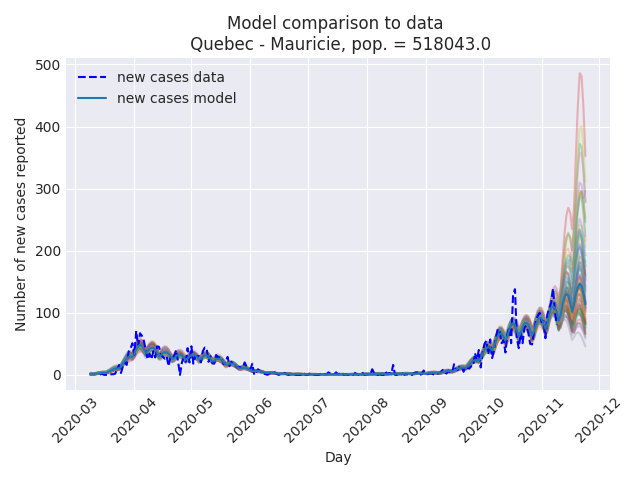 Model comparison to data
Quebec - Mauricie, pop. = 518043.0
new cases data
new cases model
Number of new cases reported
500
400
300
200
100
0
2020-03
2020-04
2020-05
2020-06
2020-07
2020-08
2020-09
2020-10
2020-11
2020-12
Day